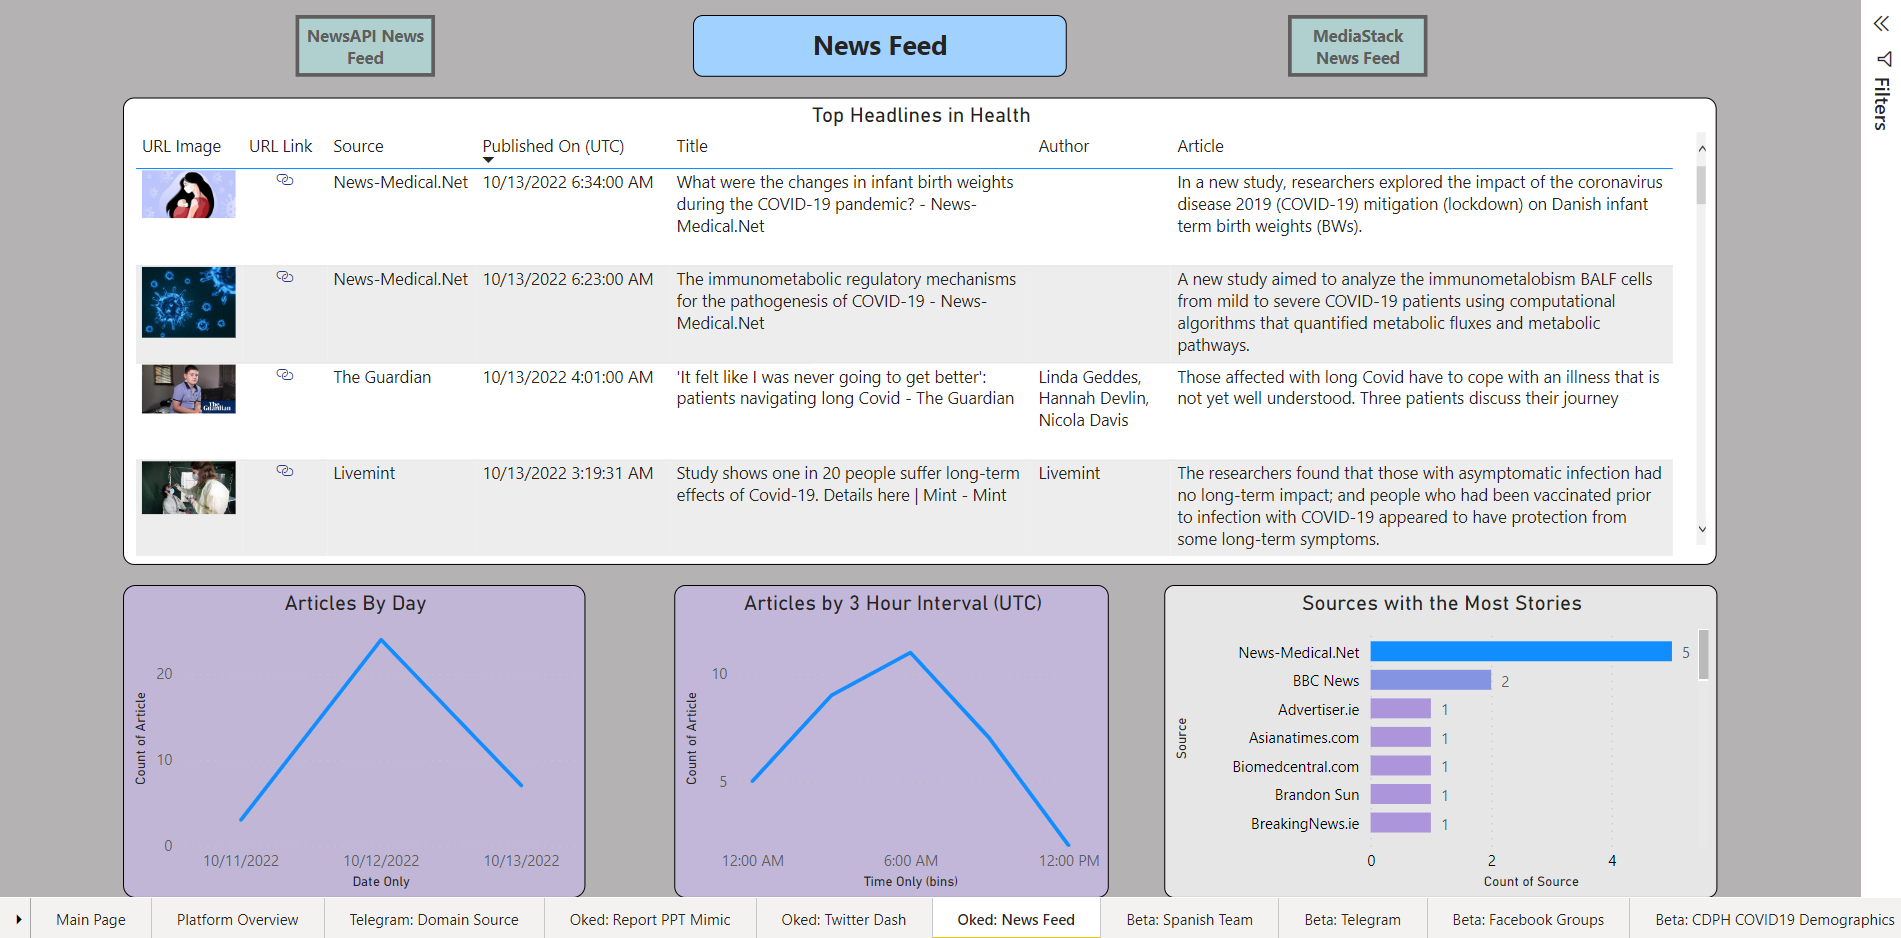 NewsAPI News
Feed
News Feed
MediaStack
News Feed
Filters
Top Headlines in Health
URL Image URL Link Source Published On (UTC) Title Author Article
News-Medical.Net 10/13/2022 6:34:00 AM What were the changes in infant birth weights In a new study, researchers explored the impact of the coronavirus
during the COVID-19 pandemic? - News- disease 2019 (COVID-19) mitigation (lockdown) on Danish infant
Medical.Net term birth weights (BWs).
News-Medical.Net 10/13/2022 6:23:00 AM The immunometabolic regulatory mechanisms A new study aimed to analyze the immunometalobism BALF cells
for the pathogenesis of COVID-19 - News- from mild to severe COVID-19 patients using computational
Medical.Net algorithms that quantified metabolic fluxes and metabolic
pathways.
The Guardian 10/13/2022 4:01:00 AM 'It felt like I was never going to get better': Linda Geddes, Those affected with long Covid have to cope with an illness that is
patients navigating long Covid - The Guardian Hannah Devlin, not yet well understood. Three patients discuss their journey
The
Guardian
Nicola Davis
Livemint 10/13/2022 3:19:31 AM Study shows one in 20 people suffer long-term Livemint The researchers found that those with asymptomatic infection had
effects of Covid-19. Details here | Mint - Mint no long-term impact; and people who had been vaccinated prior
to infection with COVID-19 appeared to have protection from
some long-term symptoms.
Articles By Day
Count of Article
20
10
0
10/11/2022 10/12/2022 10/13/2022
Date Only
Articles by 3 Hour Interval (UTC)
Count of Article
10
5
12:00 AM 6:00 AM 12:00 PM
Time Only (bins)
Sources with the Most Stories
Source
News-Medical.Net 5
BBC News 2
Advertiser.ie 1
Asianatimes.com 1
Biomedcentral.com 1
Brandon Sun 1
BreakingNews.ie 1
0 2 4
Count of Source
Main Page Platform Overview Telegram: Domain Source Oked: Report PPT Mimic Oked: Twitter Dash Oked: News Feed Beta: Spanish Team Beta: Telegram Beta: Facebook Groups Beta: CDPH COVID19 Demographics